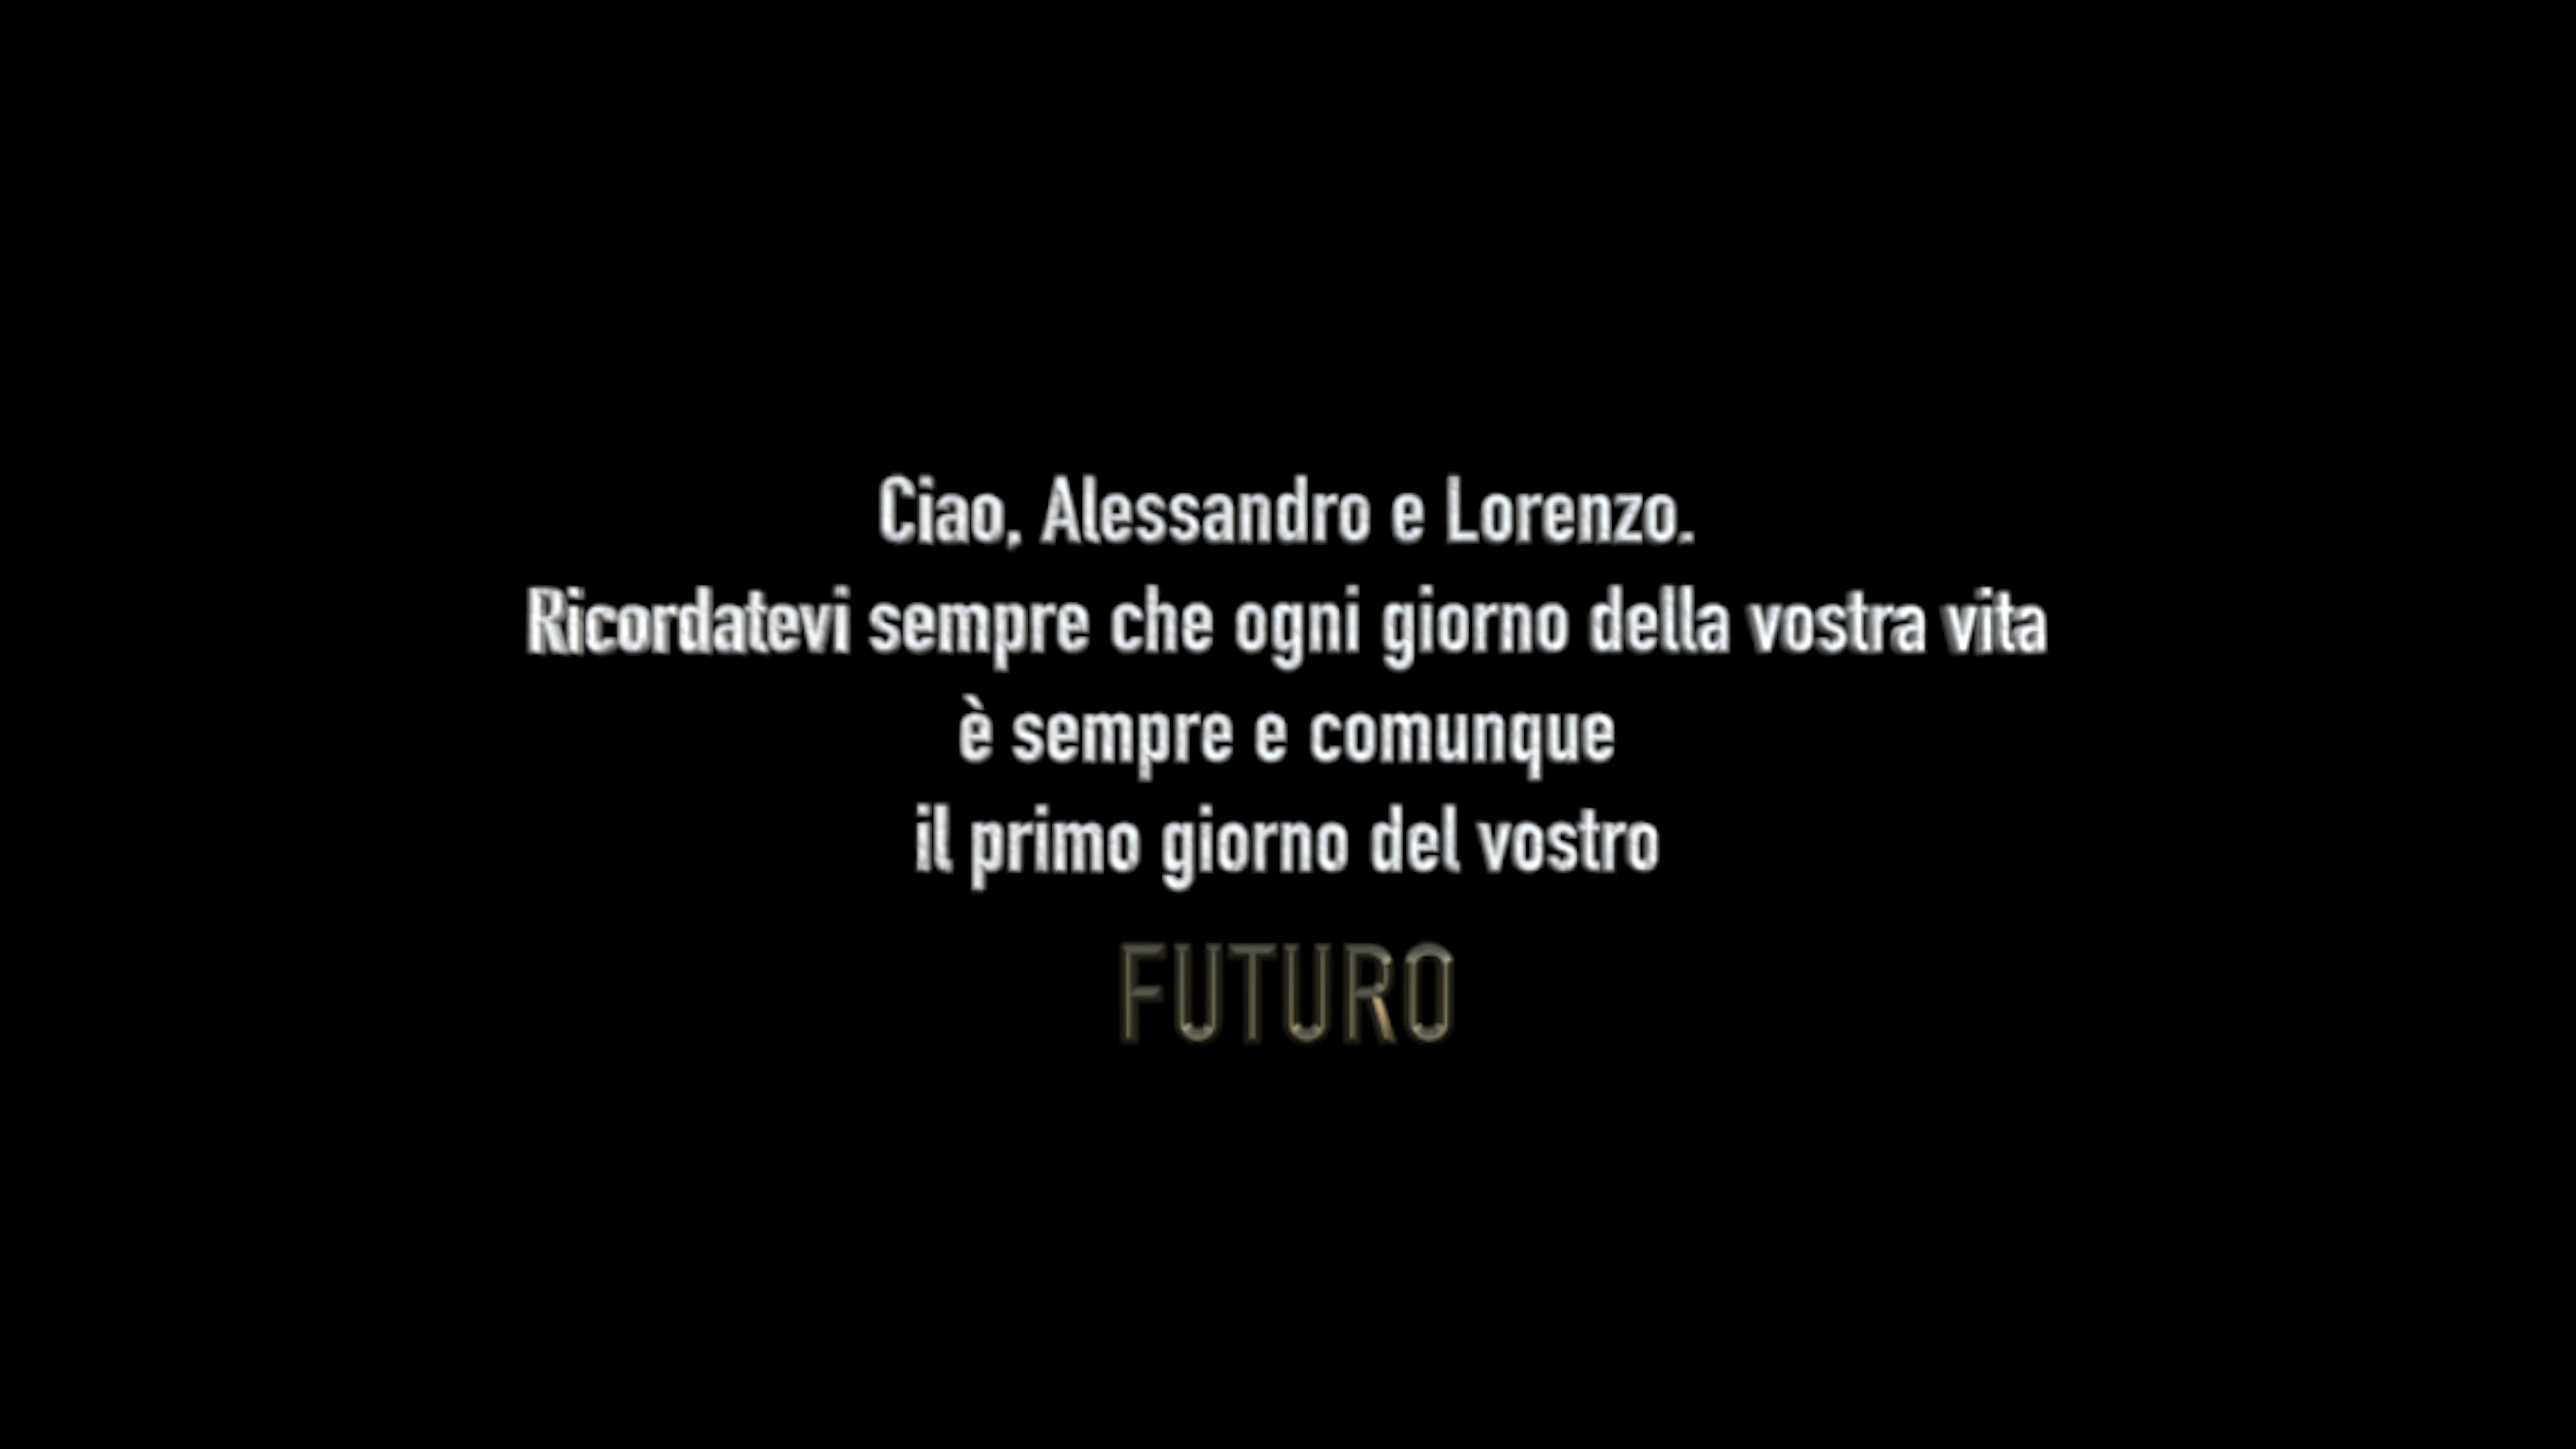 Ciao, Alessandro e Lorenzo.
Ricordatevi sempre che ogni giorno della vostra vita
è sempre e comunque
il primo giorno del vostro
FUTURO